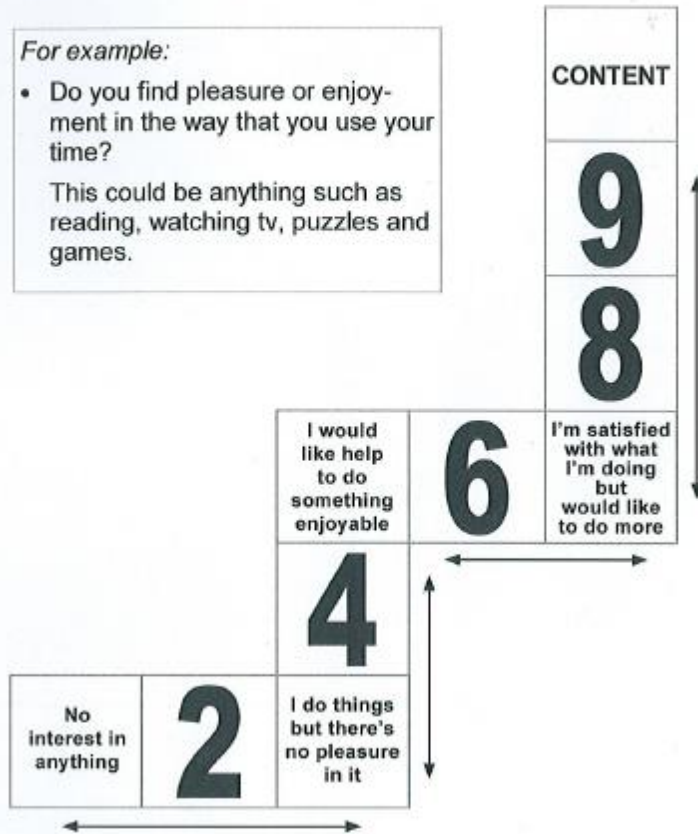 For example:
• Do you find pleasure or enjoy-
ment in the way that you use your
time?
This could be anything such as
reading, watching tv, puzzles and
games.
CONTENT
9
8
I would
like help
to do
something
enjoyable
6
I'm satisfied
with what
I'm doing
but
would like
to do more
4
No
interest in
anything
2
I do things
but there's
no pleasure
in it